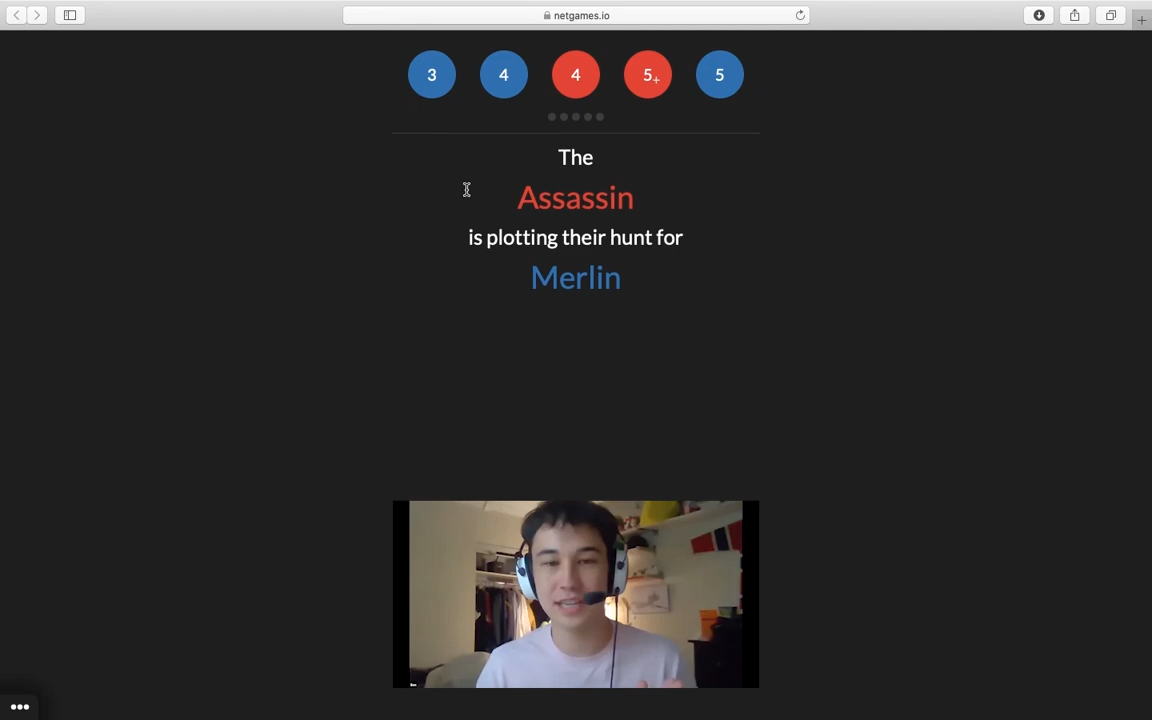 netgames.io
3 4 4 5+ 5
The
Assassin
is plotting their hunt for
Merlin